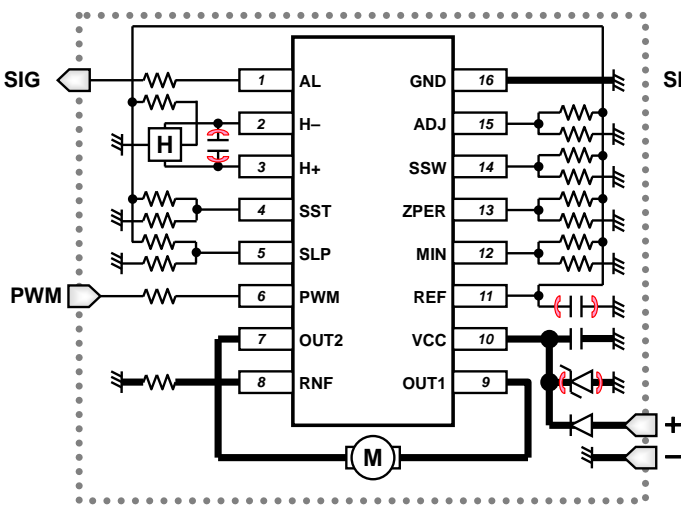 SIG
1 AL
GND 16
SI
2 H–
ADJ 15
H
3 H+
SSW 14
4 SST
ZPER 13
5 SLP
MIN 12
PWM
6 PWM
REF 11
7 OUT2
VCC 10
8 RNF
OUT1 9
+
M
–